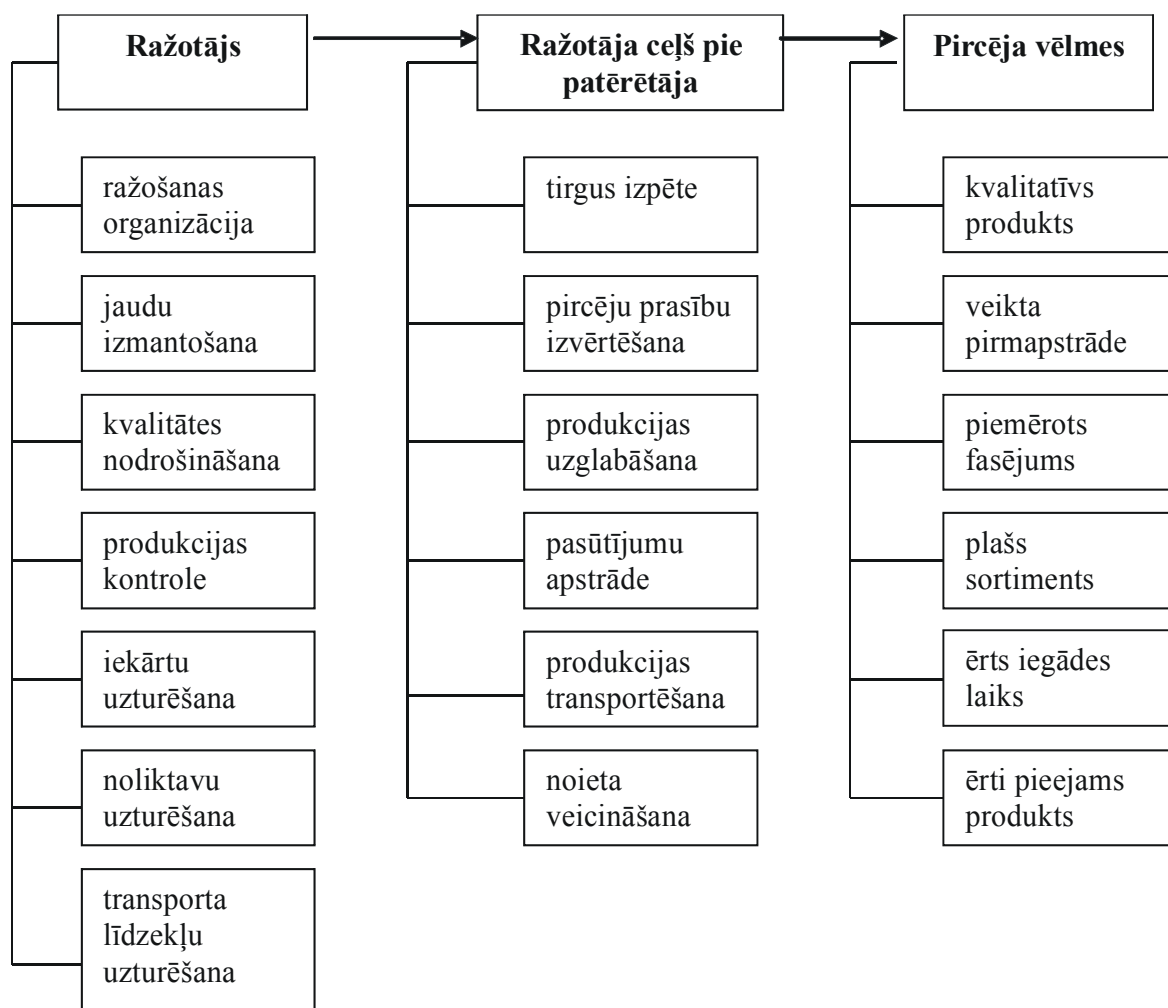 Ražotājs
ražošanas
organizācija
jaudu
izmantošana
kvalitātes
nodrošināšana
produkcijas
kontrole
iekārtu
uzturēšana
noliktavu
uzturēšana
transporta
līdzekļu
uzturēšana
Ražotāja ceļš pie
patērētāja
tirgus izpēte
pircēju prasību
izvērtēšana
produkcijas
uzglabāšana
pasūtījumu
apstrāde
produkcijas
transportēšana
noieta
veicināšana
Pircēja vēlmes
kvalitatīvs
produkts
veikta
pirmapstrāde
piemērots
fasējums
plašs
sortiments
ērts iegādes
laiks
ērti pieejams
produkts